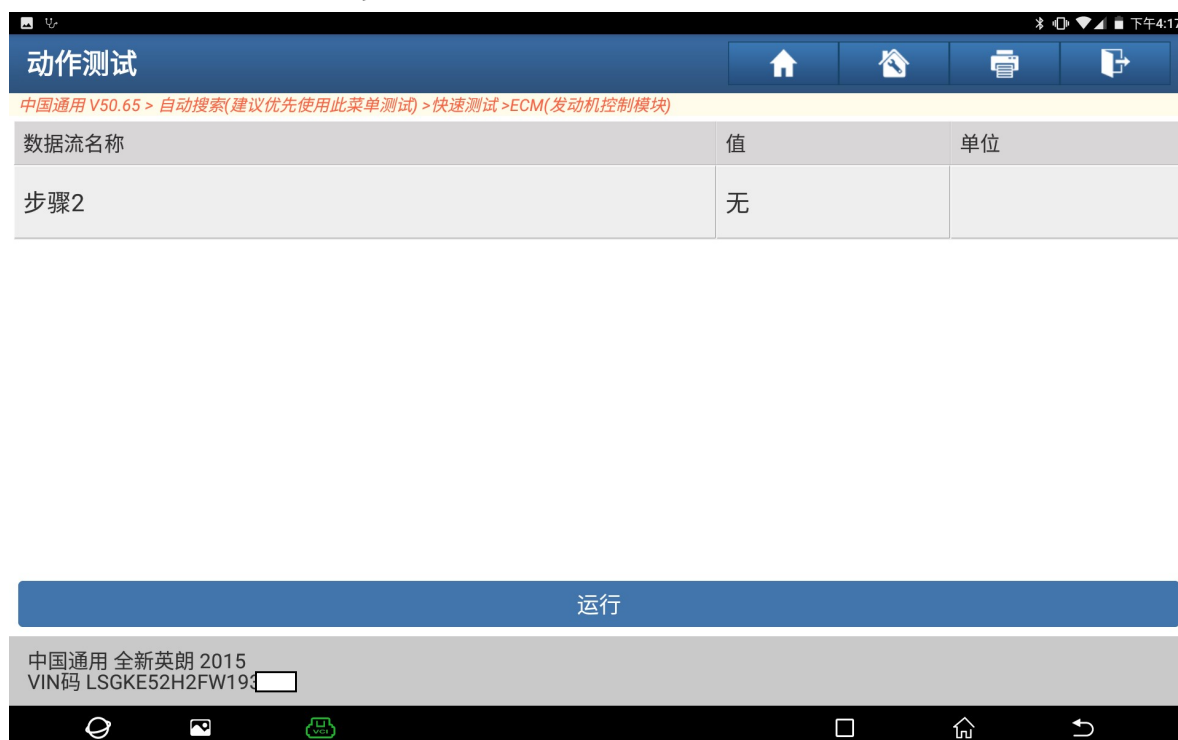 下午4:17
动作测试
中国通用 V50.65 > 自动搜索(建议优先使用此菜单测试) >快速测试 >ECM(发动机控制模块)
数据流名称 值 单位
步骤2 无
运行
中国通用 全新英朗 2015
VIN码 LSGKE52H2FW193
VCI